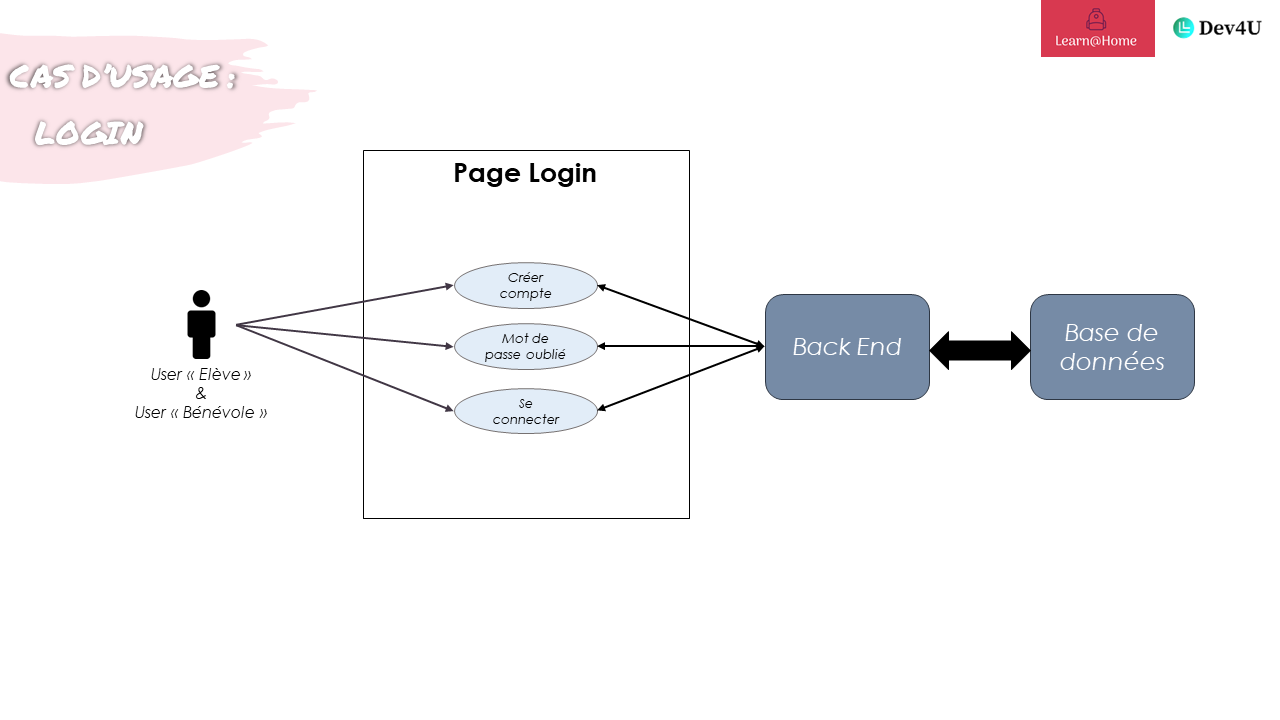 CAS D'USAGE :
LOGIN
Learn@Home
Dev4U
Page Login
Créer
compte
Mot de
passe oublié
Se
connecter
User « Elève »
&
User « Bénévole »
Back End
Base de
données